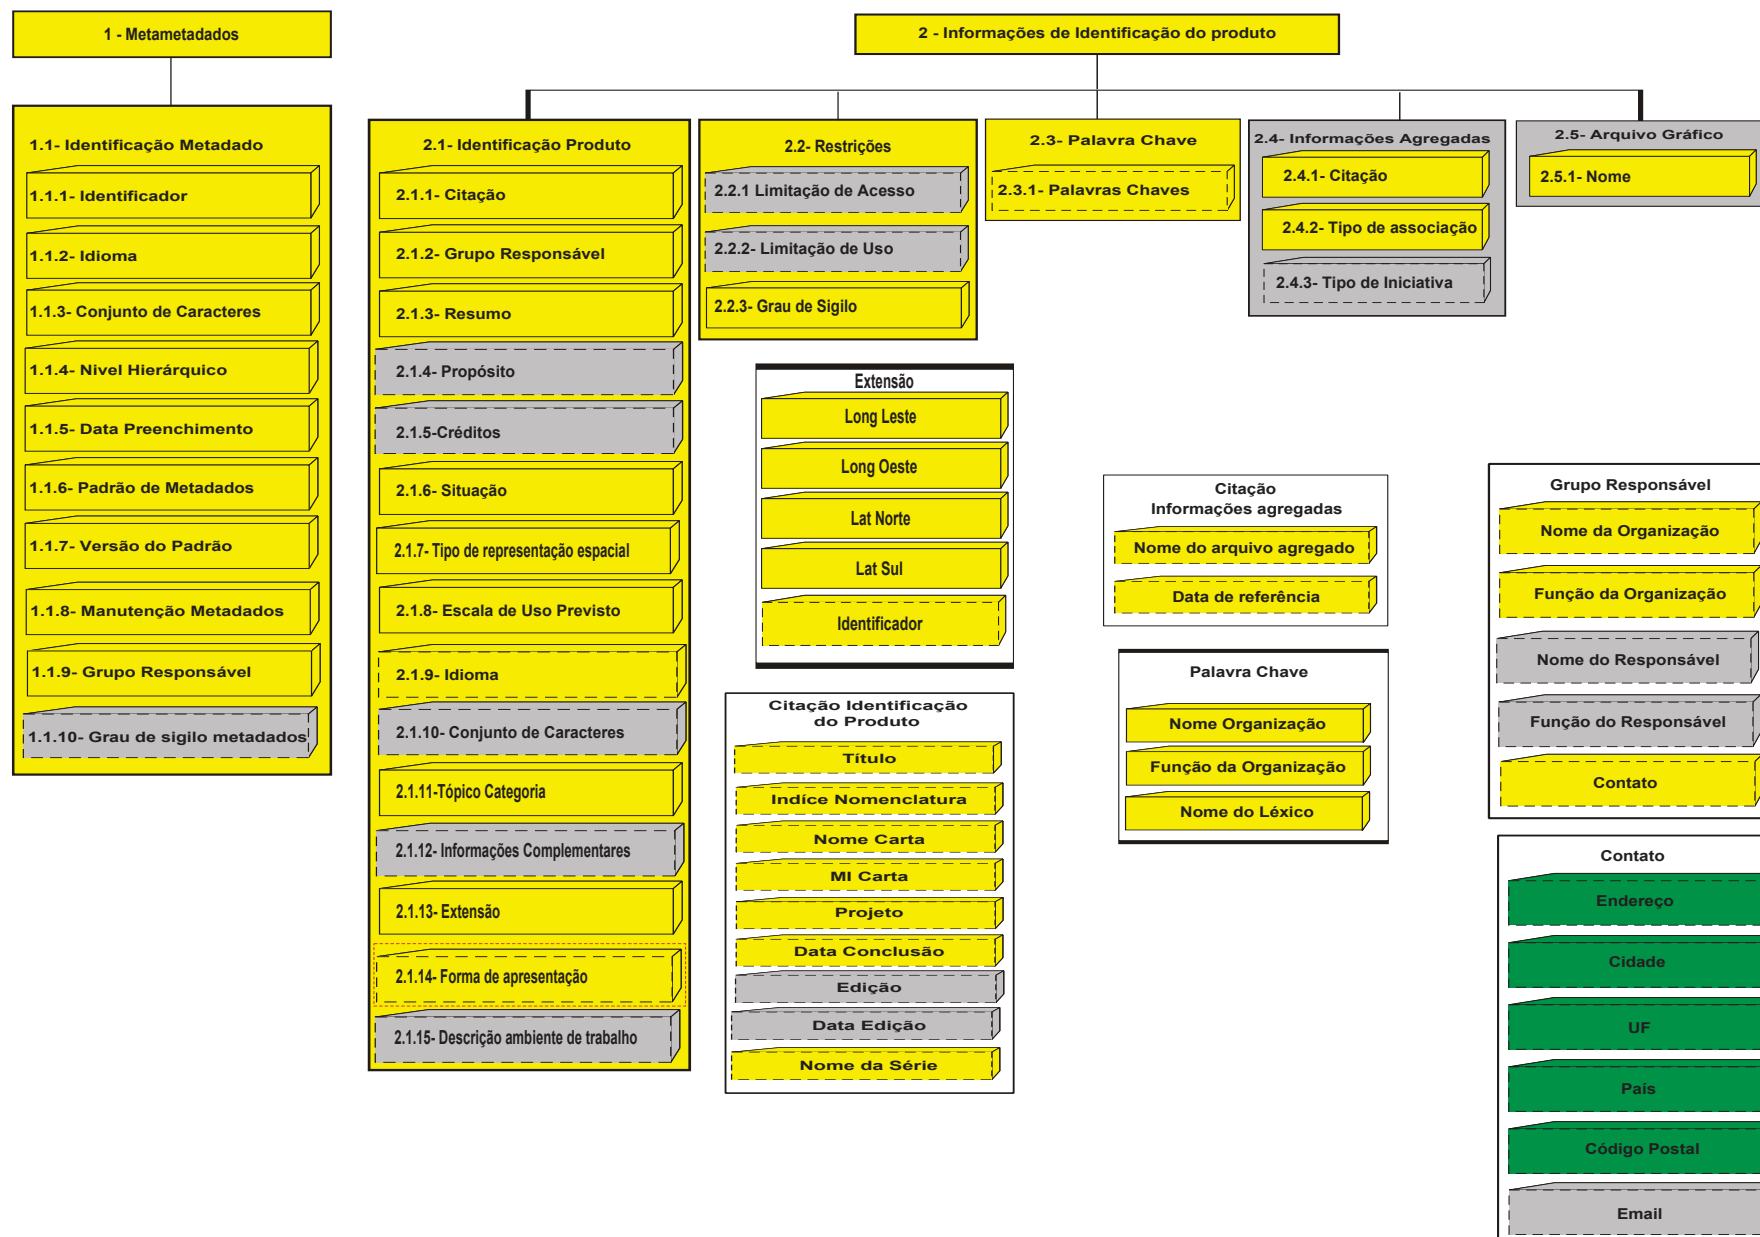 1 - Metametadados
2 - Informações de Identificação do produto
1.1- Identificação Metadado
1.1.1- Identificador
1.1.2- Idioma
1.1.3- Conjunto de Caracteres
1.1.4- Nivel Hierárquico
1.1.5- Data Preenchimento
1.1.6- Padrão de Metadados
1.1.7- Versão do Padrão
1.1.8- Manutenção Metadados
1.1.9- Grupo Responsável
1.1.10- Grau de sigilo metadados
2.1- Identificação Produto
2.1.1- Citação
2.1.2- Grupo Responsável
2.1.3- Resumo
2.1.4- Propósito
2.1.5-Créditos
2.1.6- Situação
2.1.7- Tipo de representação espacial
2.1.8- Escala de Uso Previsto
2.1.9- Idioma
2.1.10- Conjunto de Caracteres
2.1.11-Tópico Categoria
2.1.12- Informações Complementares
2.1.13- Extensão
2.1.14- Forma de apresentação
2.1.15- Descrição ambiente de trabalho
2.2- Restrições
2.2.1 Limitação de Acesso
2.2.2- Limitação de Uso
2.2.3- Grau de Sigilo
2.3- Palavra Chave
2.3.1- Palavras Chaves
2.4- Informações Agregadas
2.4.1- Citação
2.4.2- Tipo de associação
2.4.3- Tipo de Iniciativa
2.5- Arquivo Gráfico
2.5.1- Nome
Extensão
Long Leste
Long Oeste
Lat Norte
Lat Sul
Identificador
Citação Identificação
do Produto
Título
Indíce Nomenclatura
Nome Carta
MI Carta
Projeto
Data Conclusão
Edição
Data Edição
Nome da Série
Citação
Informações agregadas
Nome do arquivo agregado
Data de referência
Palavra Chave
Nome Organização
Função da Organização
Nome do Léxico
Grupo Responsável
Nome da Organização
Função da Organização
Nome do Responsável
Função do Responsável
Contato
Contato
Endereço
Cidade
UF
País
Código Postal
Email